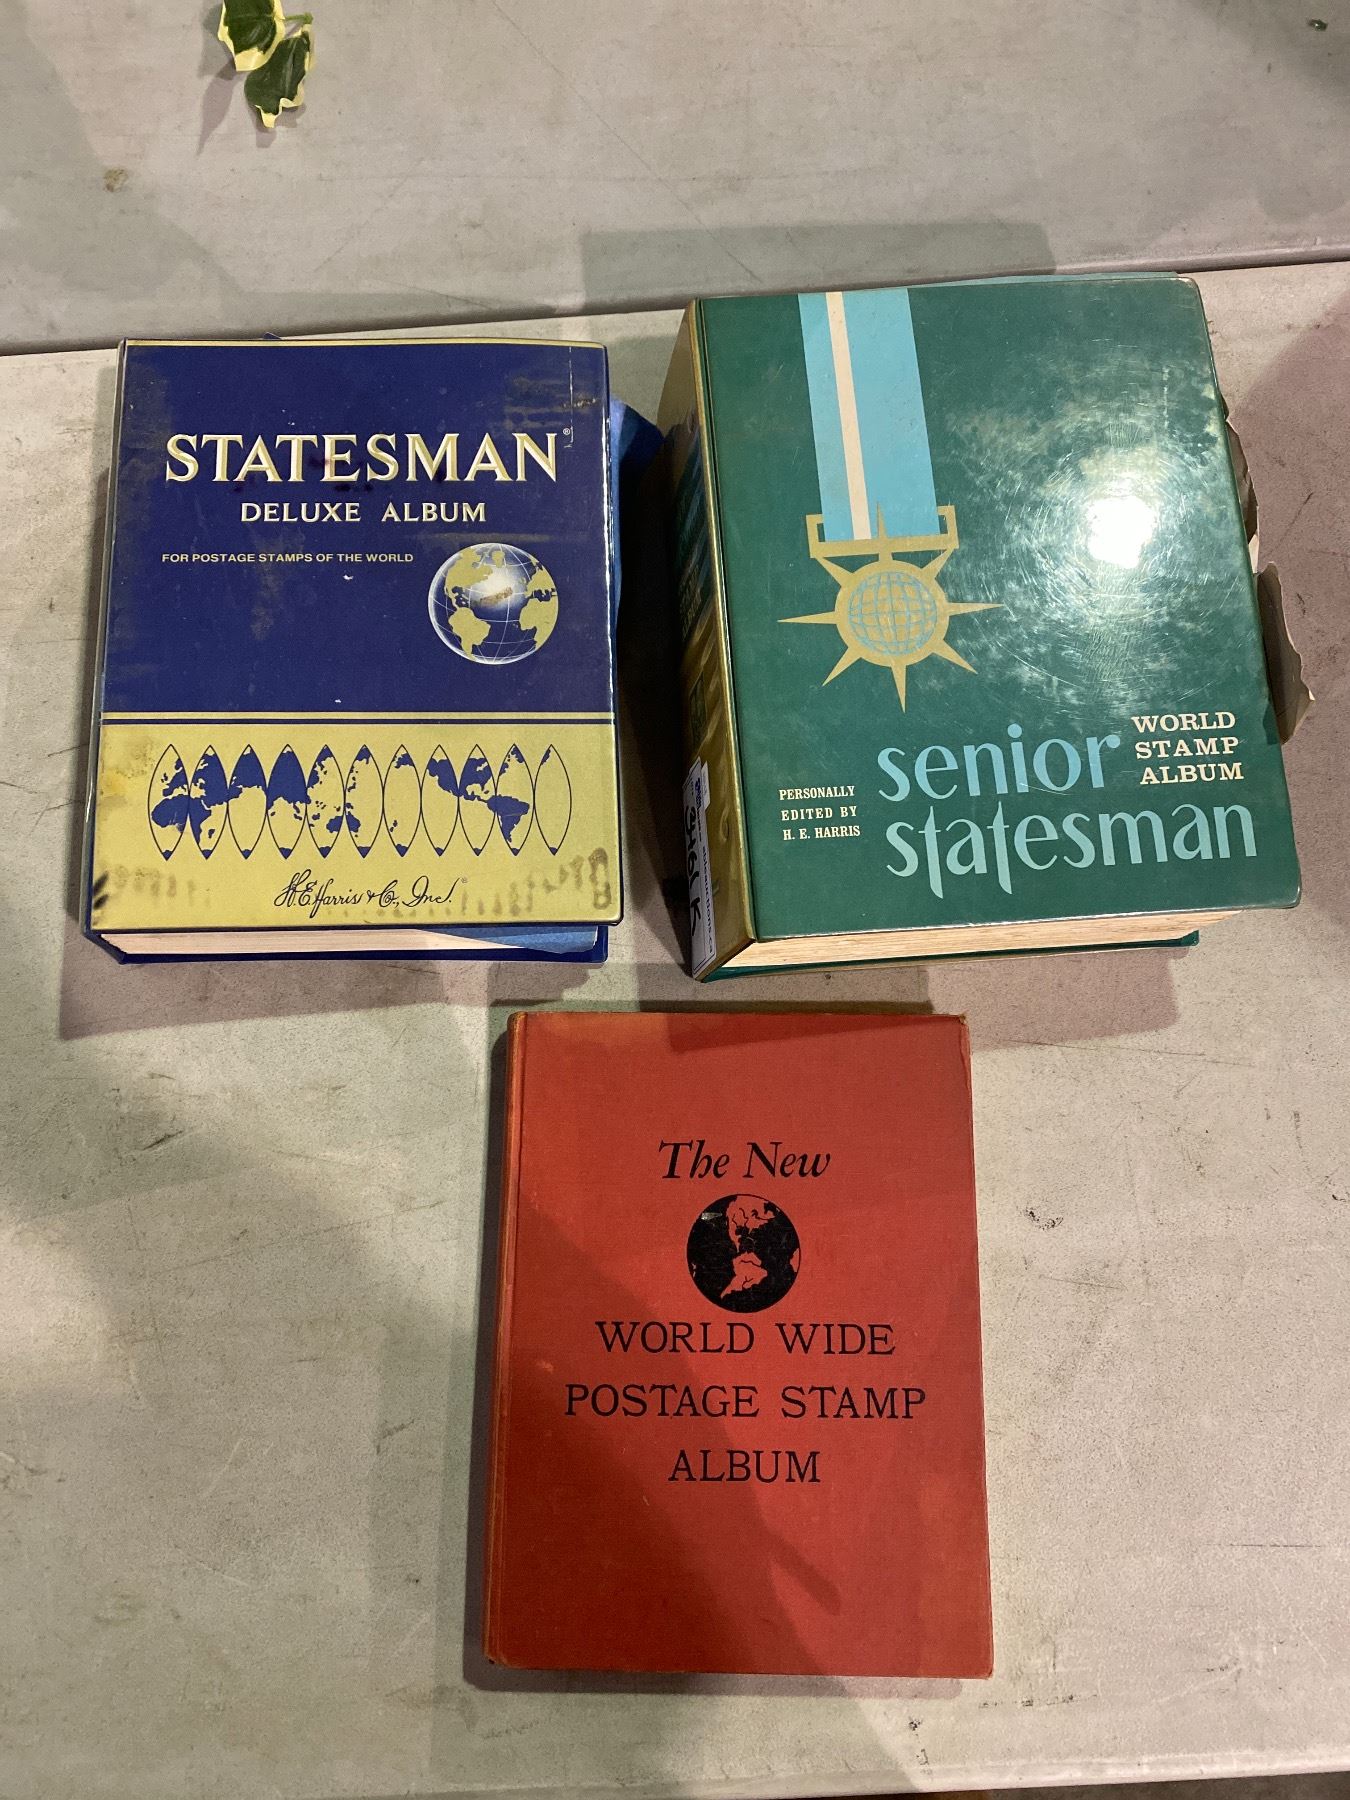 STATESMAN®
DELUXE ALBUM
FOR POSTAGE STAMPS OF THE WORLD
H.E. Harris & Co., Inc.®
PERSONALLY
EDITED BY
H. E. HARRIS
senior
statesman
WORLD
STAMP
ALBUM
The New
WORLD WIDE
POSTAGE STAMP
ALBUM